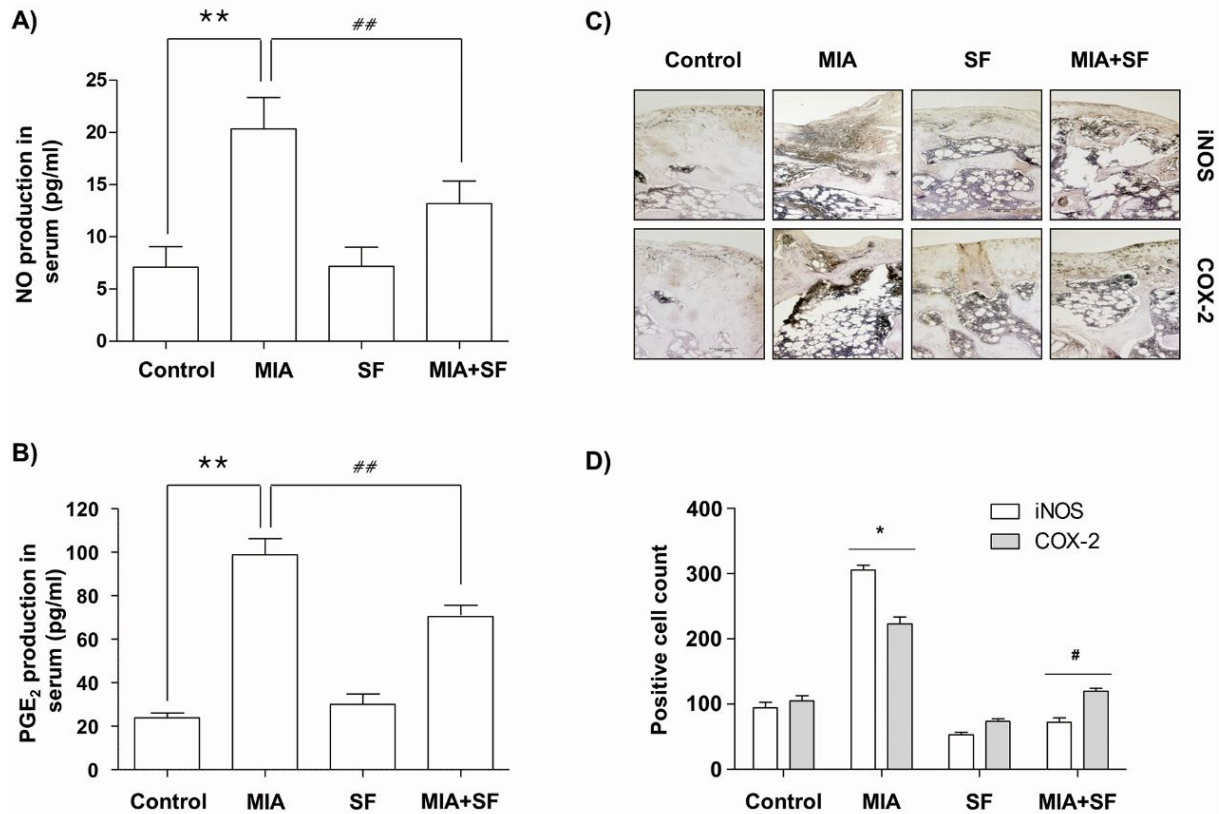 A)
** ##
NO production in
serum (pg/ml)
25
20
15
10
5
0
Control MIA SF MIA+SF
B)
** ##
PGE₂ production in
serum (pg/ml)
120
100
80
60
40
20
0
Control MIA SF MIA+SF
C)
Control MIA SF MIA+SF
iNOS
COX-2
D)
iNOS
COX-2
Positive cell count
400
300
200
100
0
*
#
Control MIA SF MIA+SF